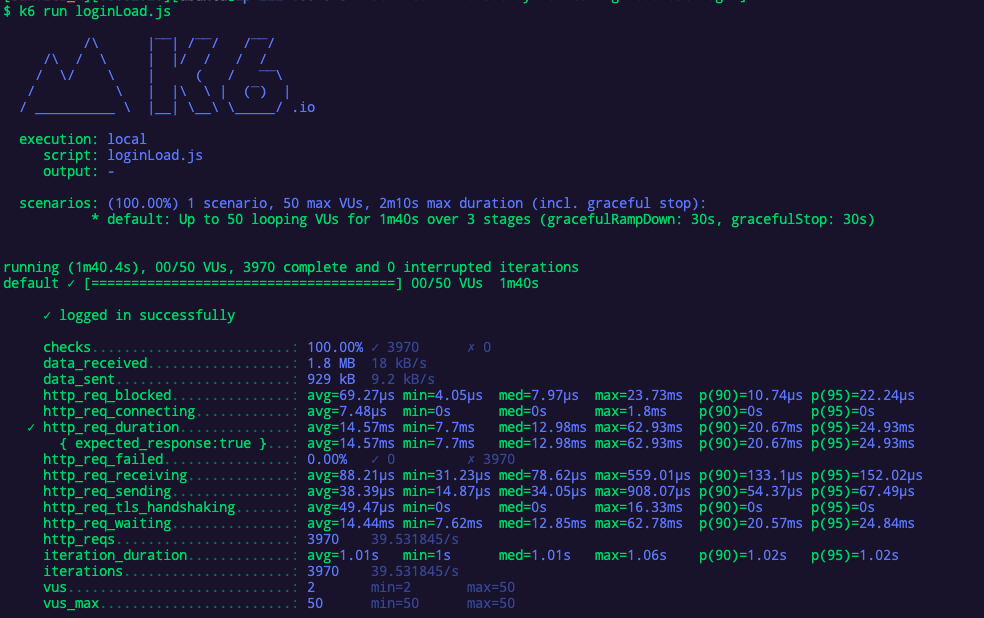 $ k6 run loginLoad.js
.io
execution: local
script: loginLoad.js
output: -
scenarios: (100.00%) 1 scenario, 50 max VUs, 2m10s max duration (incl. graceful stop):
* default: Up to 50 looping VUs for 1m40s over 3 stages (gracefulRampDown: 30s, gracefulStop: 30s)
running (1m40.4s), 00/50 VUs, 3970 complete and 0 interrupted iterations
default ✓ [======================================] 00/50 VUs  1m40s
✓ logged in successfully
checks.........................: 100.00% ✓ 3970      ✗ 0
data_received..................: 1.8 MB  18 kB/s
data_sent......................: 929 kB  9.2 kB/s
http_req_blocked...............: avg=69.27µs min=4.05µs  med=7.97µs  max=23.73ms  p(90)=10.74µs p(95)=22.24µs
http_req_connecting............: avg=7.48µs  min=0s      med=0s      max=1.8ms    p(90)=0s      p(95)=0s
✓ http_req_duration..............: avg=14.57ms min=7.7ms   med=12.98ms max=62.93ms  p(90)=20.67ms p(95)=24.93ms
{ expected_response:true }...: avg=14.57ms min=7.7ms   med=12.98ms max=62.93ms  p(90)=20.67ms p(95)=24.93ms
http_req_failed................: 0.00%   ✓ 0         ✗ 3970
http_req_receiving.............: avg=88.21µs min=31.23µs med=78.62µs max=559.01µs p(90)=133.1µs p(95)=152.02µs
http_req_sending...............: avg=38.39µs min=14.87µs med=34.05µs max=908.07µs p(90)=54.37µs p(95)=67.49µs
http_req_tls_handshaking.......: avg=49.47µs min=0s      med=0s      max=16.33ms  p(90)=0s      p(95)=0s
http_req_waiting...............: avg=14.44ms min=7.62ms  med=12.85ms max=62.78ms  p(90)=20.57ms p(95)=24.84ms
http_reqs......................: 3970    39.531845/s
iteration_duration.............: avg=1.01s   min=1s      med=1.01s   max=1.06s    p(90)=1.02s   p(95)=1.02s
iterations.....................: 3970    39.531845/s
vus............................: 2       min=2       max=50
vus_max........................: 50      min=50      max=50